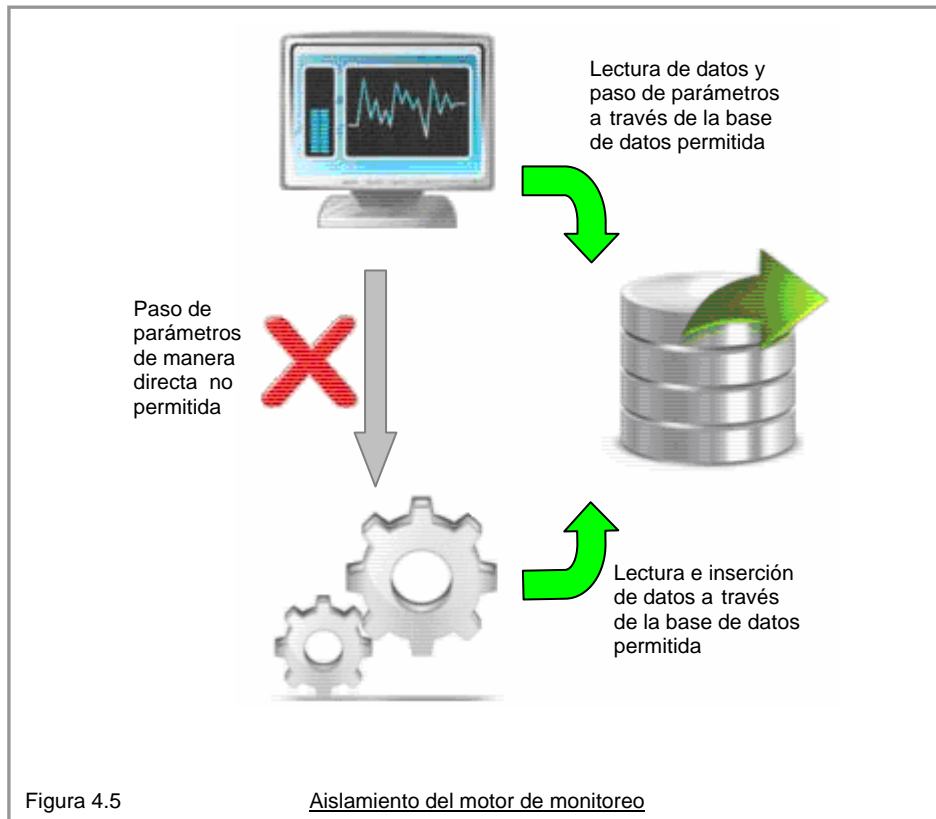 Lectura de datos y
paso de parámetros
a través de la base
de datos permitida
Paso de
parámetros
de manera
directa no
permitida
Lectura e inserción
de datos a través
de la base de datos
permitida
Figura 4.5 Aislamiento del motor de monitoreo